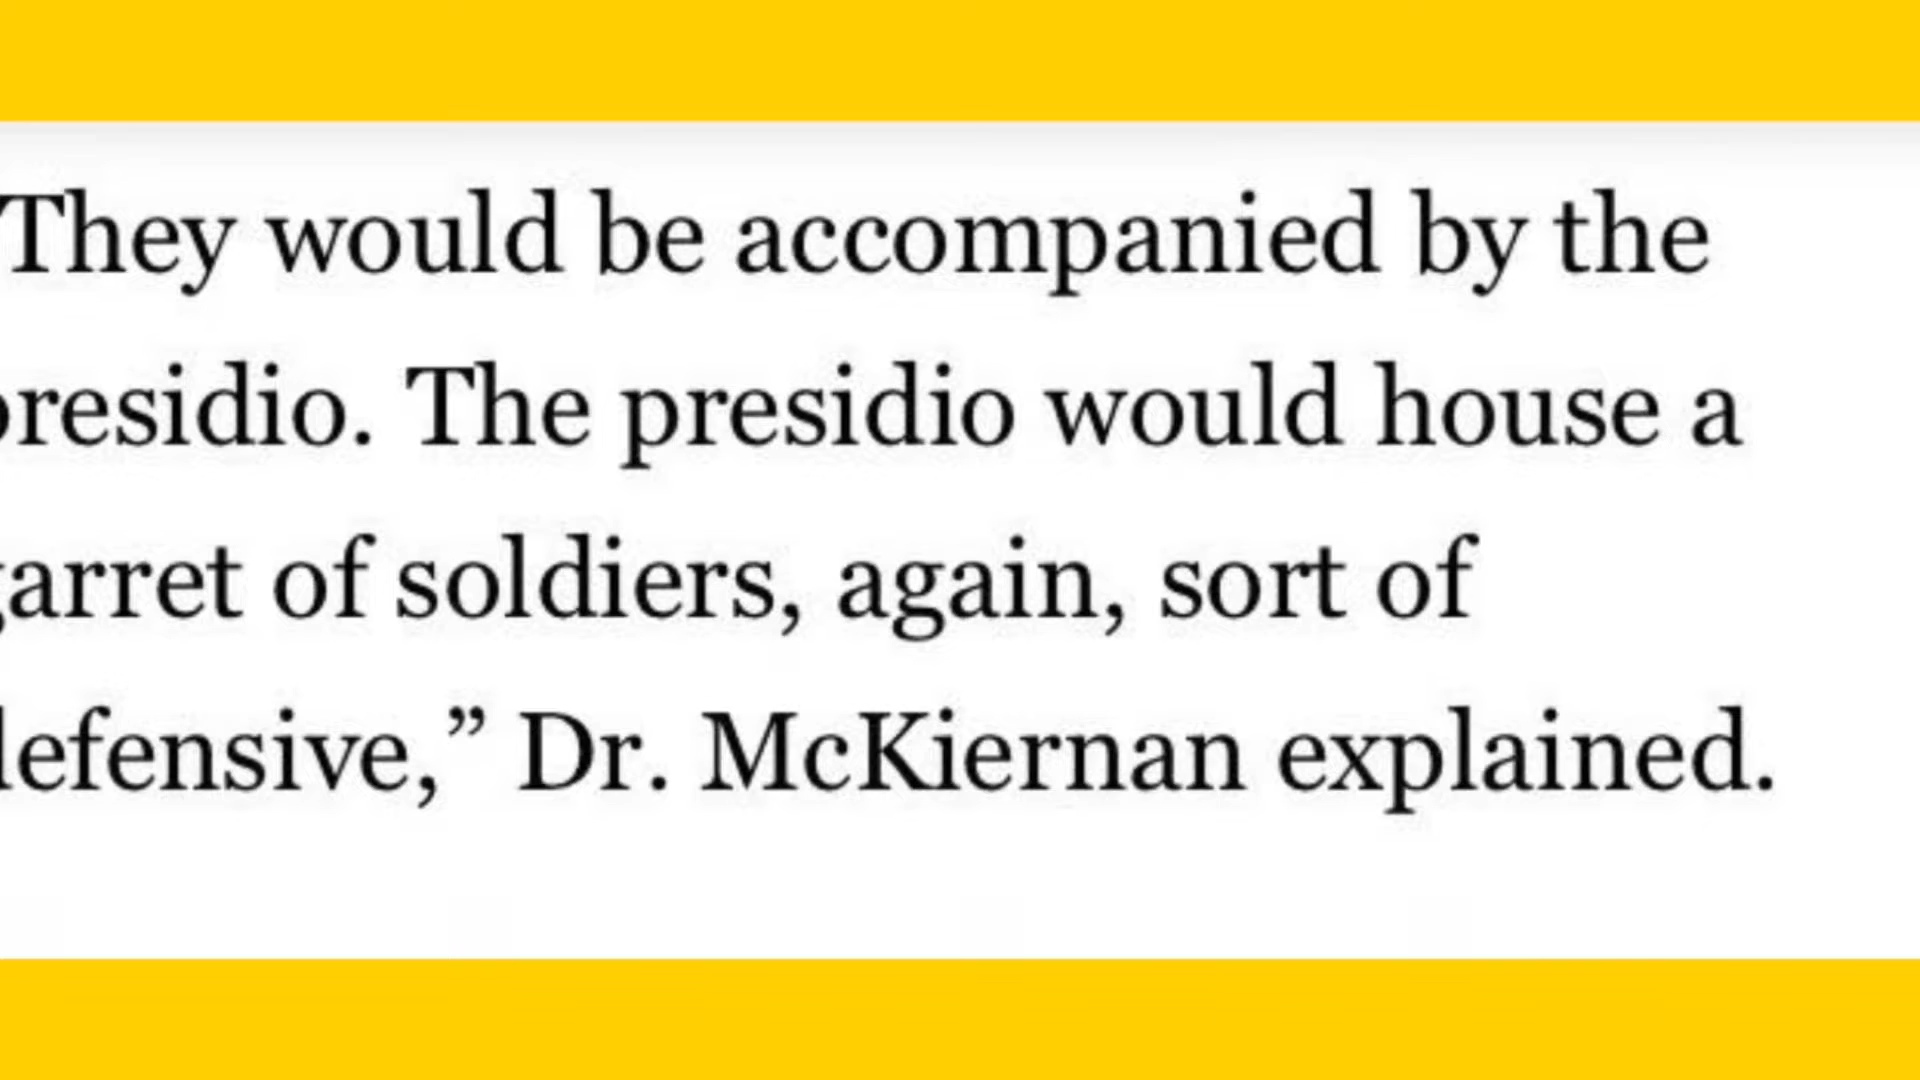 They would be accompanied by the
presidio. The presidio would house a
garret of soldiers, again, sort of
defensive,” Dr. McKiernan explained.